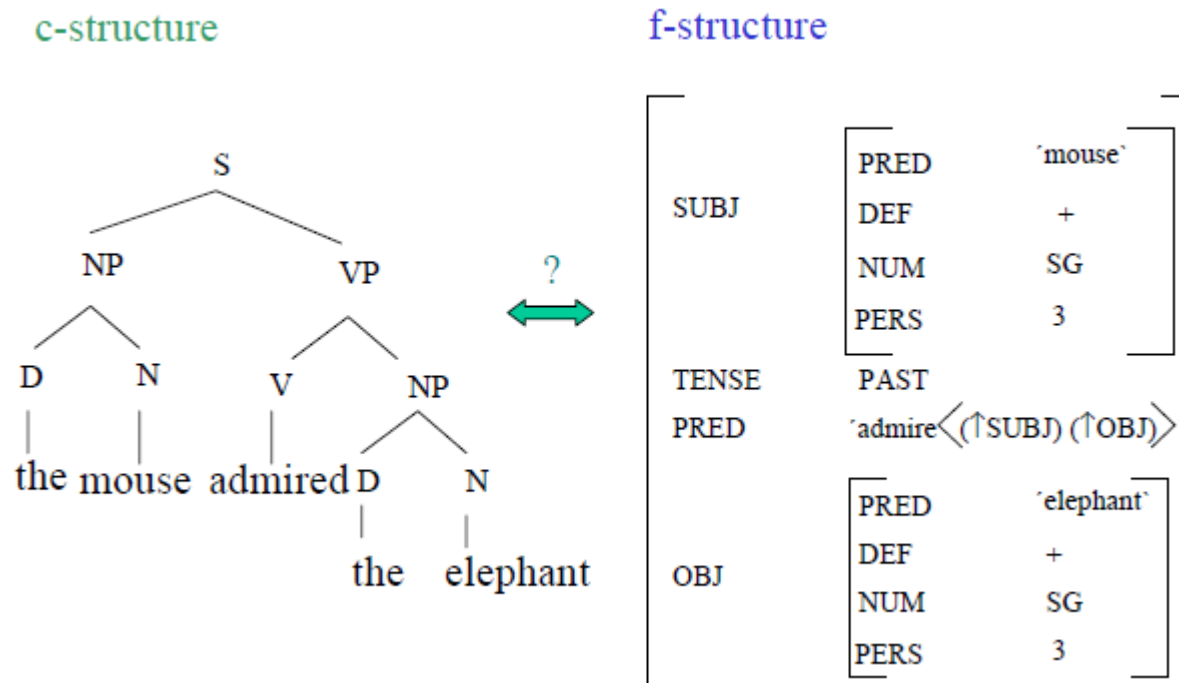 c-structure
S
NP VP
D N V NP
the mouse admired D N
the elephant
?
f-structure
SUBJ
PRED ´mouse`
DEF +
NUM SG
PERS 3
TENSE PAST
PRED ´admire<(↑SUBJ) (↑OBJ)>
OBJ
PRED ´elephant`
DEF +
NUM SG
PERS 3